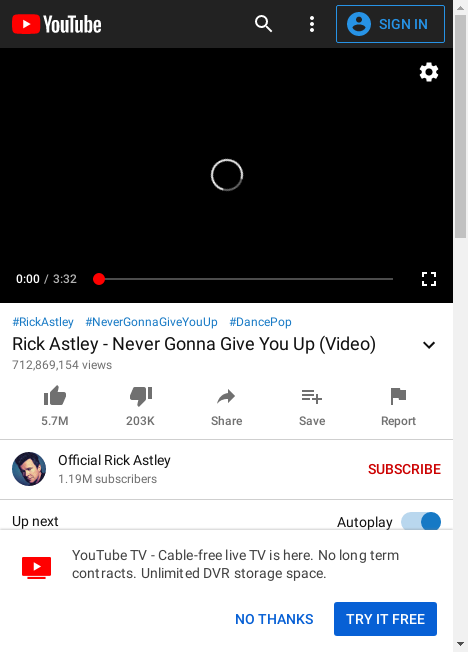 YouTube
SIGN IN
0:00 / 3:32
#RickAstley #NeverGonnaGiveYouUp #DancePop
Rick Astley - Never Gonna Give You Up (Video)
712,869,154 views
5.7M 203K Share Save Report
Official Rick Astley
1.19M subscribers
SUBSCRIBE
Up next
Autoplay
YouTube TV - Cable-free live TV is here. No long term
contracts. Unlimited DVR storage space.
NO THANKS TRY IT FREE